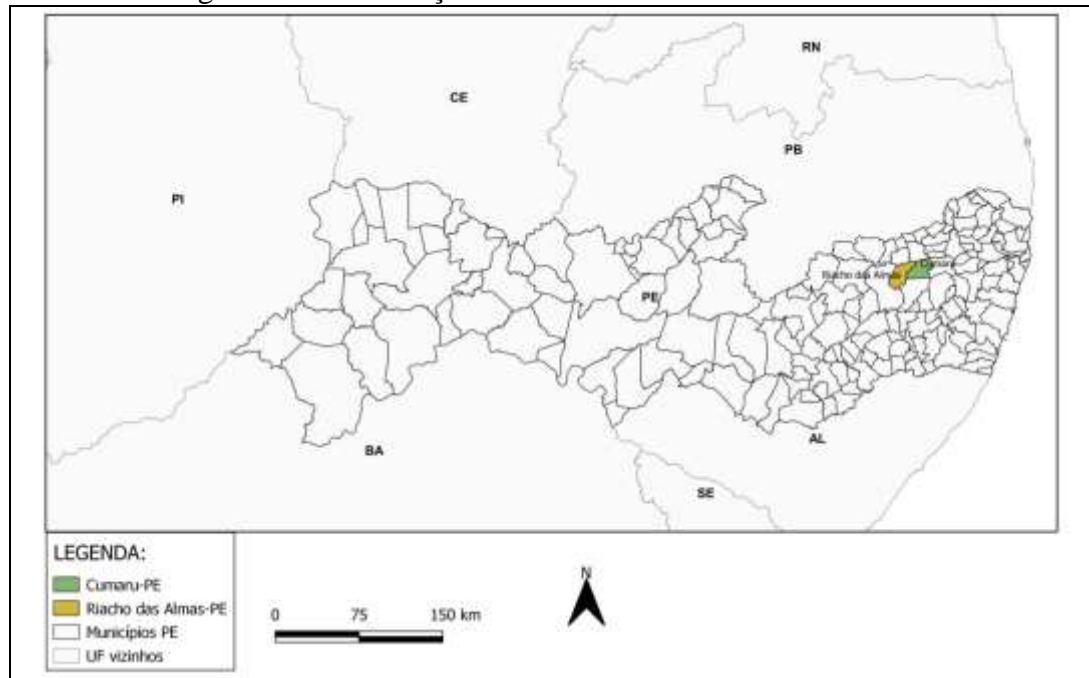 RN
CE
PB
PI
Cumaru
Riacho das Almas
PE
BA
AL
SE
LEGENDA:
Cumaru-PE
Riacho das Almas-PE
Municípios PE
UF vizinhos
0 75 150 km
N